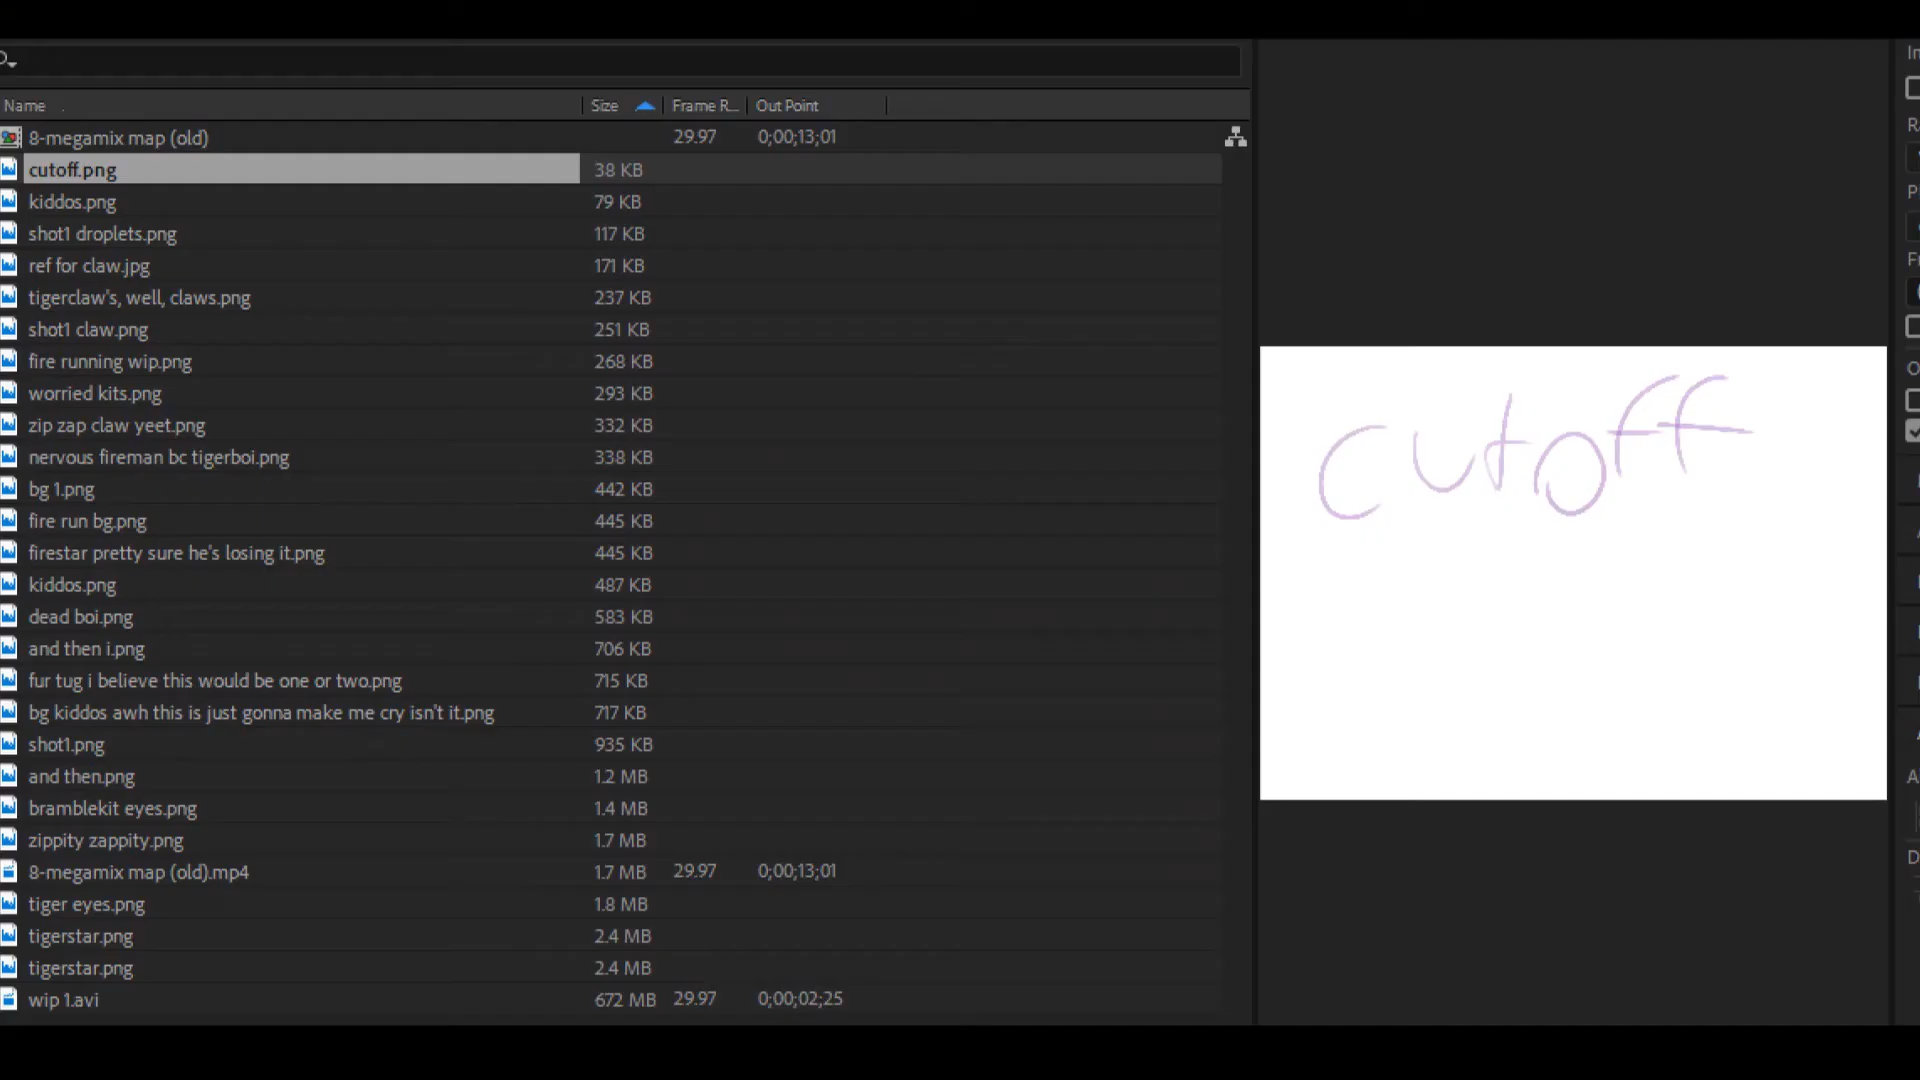 Name Size Frame R... Out Point
8-megamix map (old) 29.97 0;00;13;01
cutoff.png 38 KB
kiddos.png 79 KB
shot1 droplets.png 117 KB
ref for claw.jpg 171 KB
tigerclaw's, well, claws.png 237 KB
shot1 claw.png 251 KB
fire running wip.png 268 KB
worried kits.png 293 KB
zip zap claw yeet.png 332 KB
nervous fireman bc tigerboi.png 338 KB
bg 1.png 442 KB
fire run bg.png 445 KB
firestar pretty sure he's losing it.png 445 KB
kiddos.png 487 KB
dead boi.png 583 KB
and then i.png 706 KB
fur tug i believe this would be one or two.png 715 KB
bg kiddos awh this is just gonna make me cry isn't it.png 717 KB
shot1.png 935 KB
and then.png 1.2 MB
bramblekit eyes.png 1.4 MB
zippity zappity.png 1.7 MB
8-megamix map (old).mp4 1.7 MB 29.97 0;00;13;01
tiger eyes.png 1.8 MB
tigerstar.png 2.4 MB
tigerstar.png 2.4 MB
wip 1.avi 672 MB 29.97 0;00;02;25
cutoff